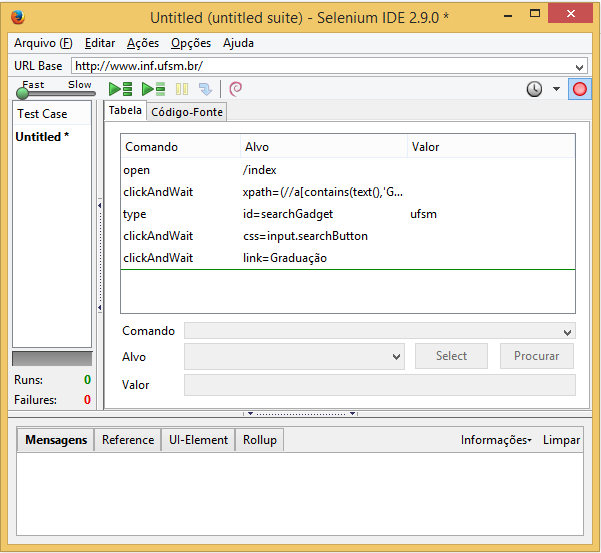 Untitled (untitled suite) - Selenium IDE 2.9.0 *
Arquivo (F) Editar Ações Opções Ajuda
URL Base http://www.inf.ufsm.br/
Fast Slow
Test Case
Untitled *
Runs: 0
Failures: 0
Tabela Código-Fonte
Comando Alvo Valor
open /index
clickAndWait xpath=(//a[contains(text(),'G...
type id=searchGadget ufsm
clickAndWait css=input.searchButton
clickAndWait link=Graduação
Comando
Alvo Select Procurar
Valor
Mensagens Reference UI-Element Rollup Informações Limpar